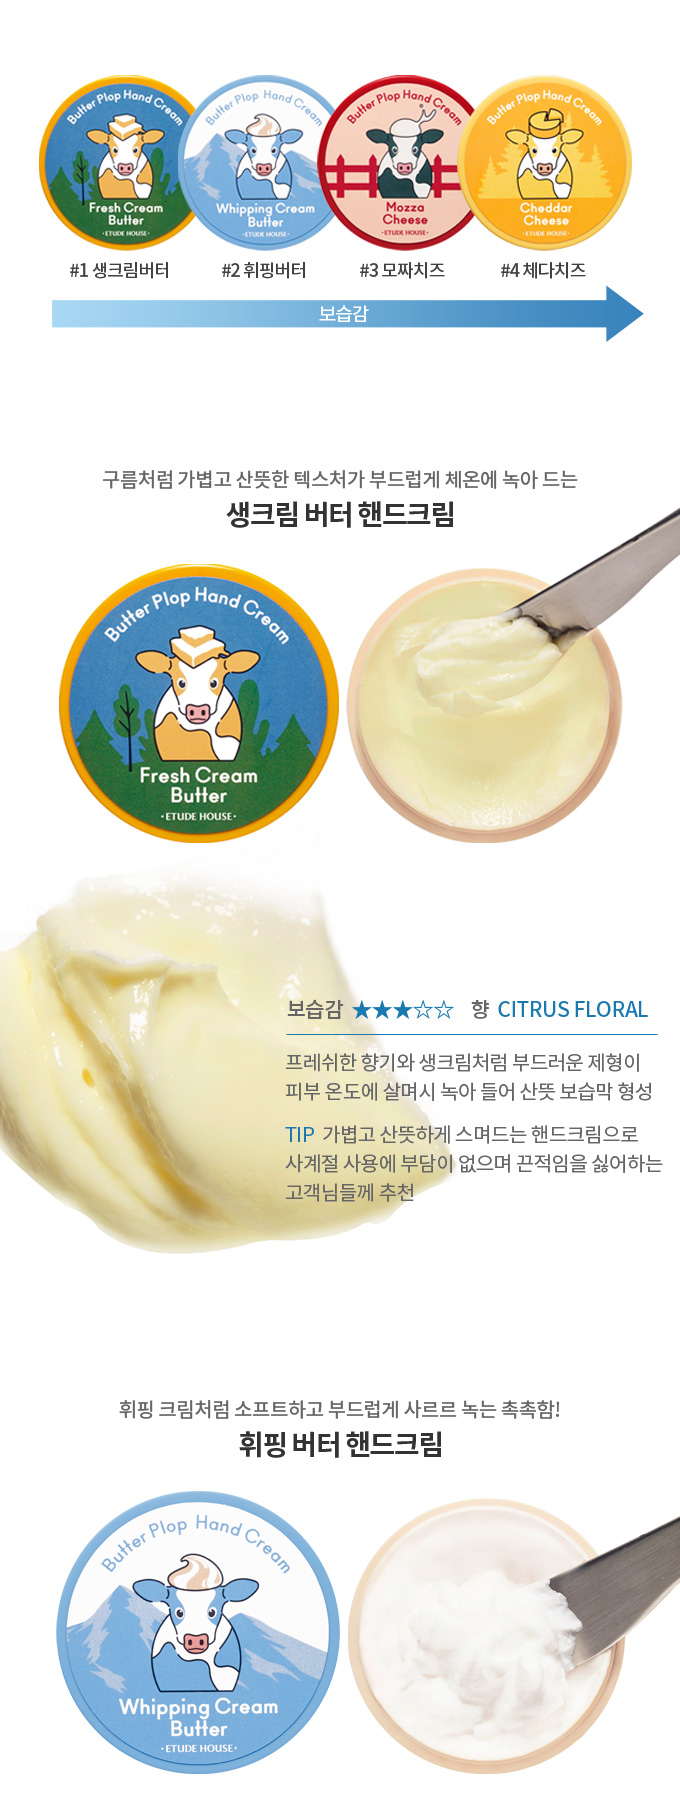 Butter Plop Hand Cream
Fresh Cream
Butter
·ETUDE HOUSE·
Butter Plop Hand Cream
Whipping Cream
Butter
·ETUDE HOUSE·
Butter Plop Hand Cream
Mozza
Cheese
·ETUDE HOUSE·
Butter Plop Hand Cream
Cheddar
Cheese
·ETUDE HOUSE·
#1 생크림버터 #2 휘핑버터 #3 모짜치즈 #4 체다치즈
보습감
구름처럼 가볍고 산뜻한 텍스처가 부드럽게 체온에 녹아 드는
생크림 버터 핸드크림
Butter Plop Hand Cream
Fresh Cream
Butter
·ETUDE HOUSE·
보습감 ★★★☆☆ 향 CITRUS FLORAL
프레쉬한 향기와 생크림처럼 부드러운 제형이
피부 온도에 살며시 녹아 들어 산뜻 보습막 형성
TIP 가볍고 산뜻하게 스며드는 핸드크림으로
사계절 사용에 부담이 없으며 끈적임을 싫어하는
고객님들께 추천
휘핑 크림처럼 소프트하고 부드럽게 사르르 녹는 촉촉함!
휘핑 버터 핸드크림
Butter Plop Hand Cream
Whipping Cream
Butter
·ETUDE HOUSE·